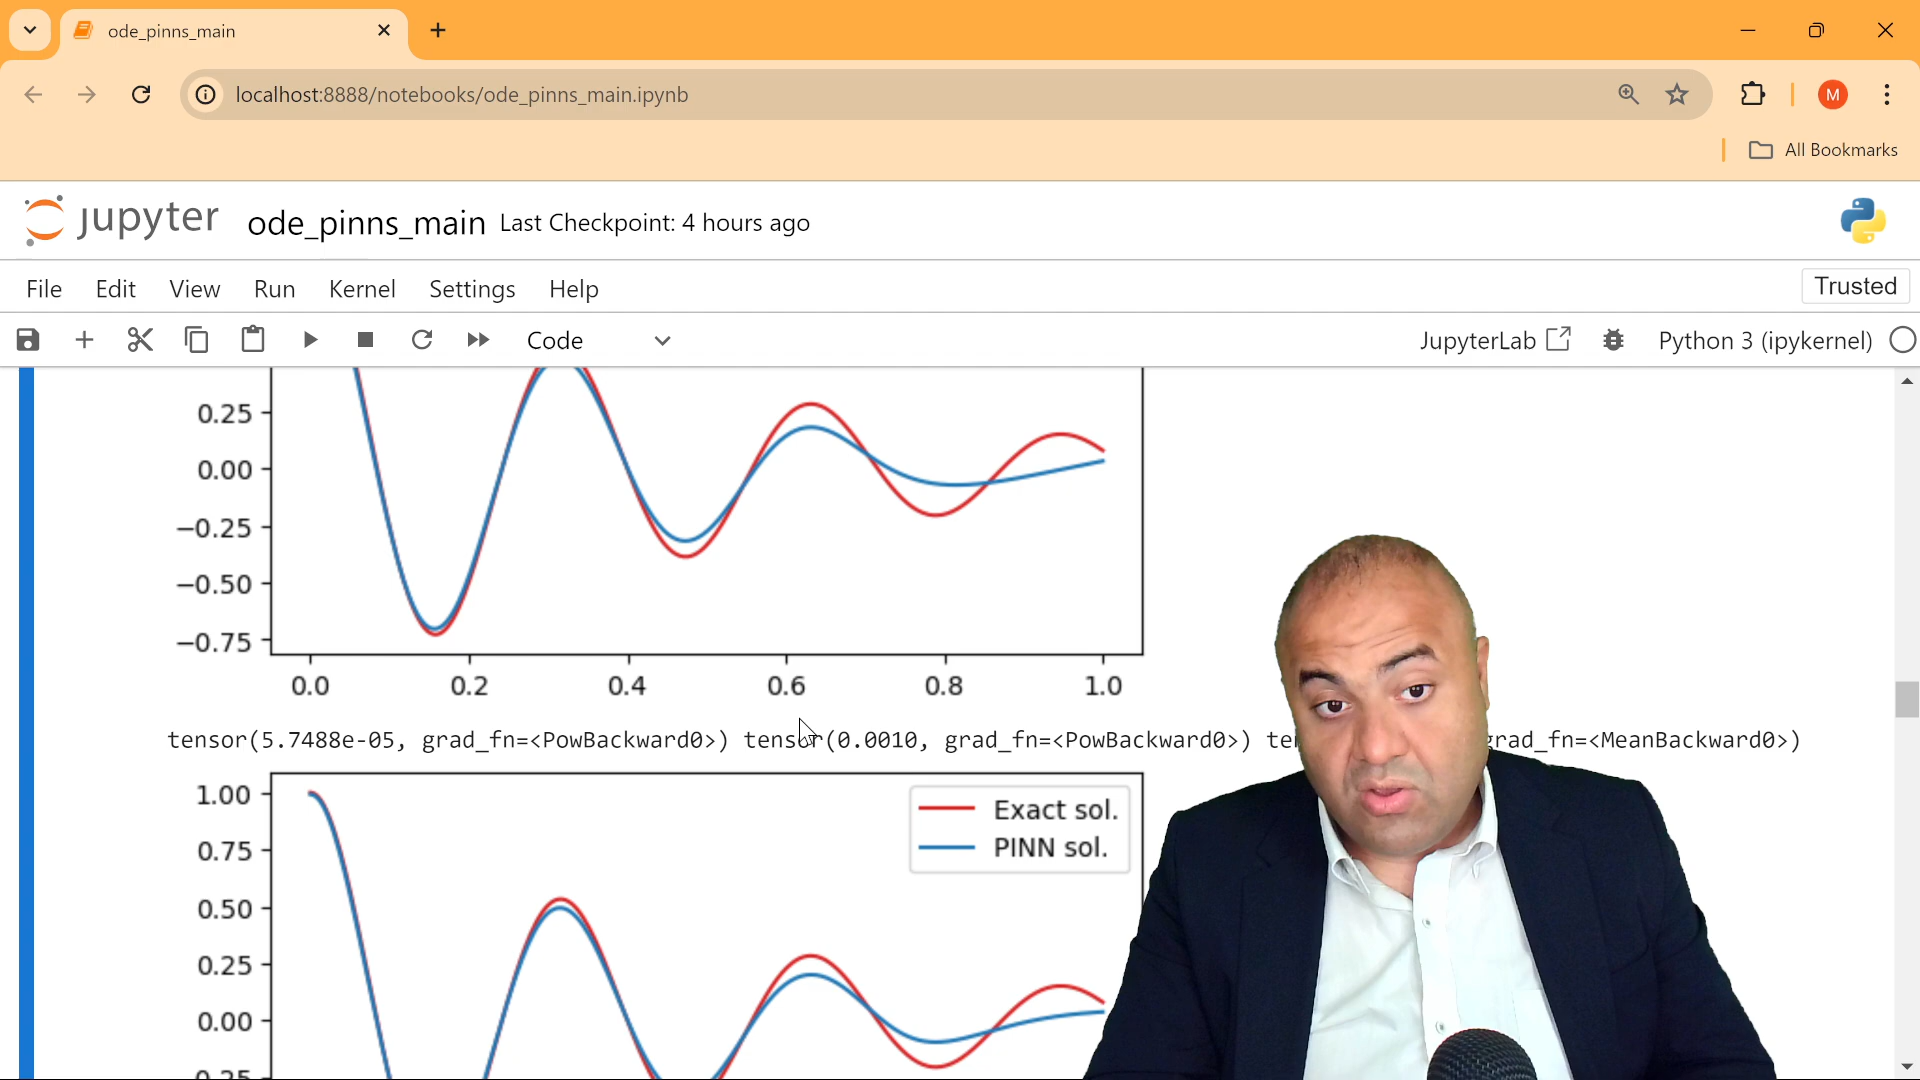 ode_pinns_main
localhost:8888/notebooks/ode_pinns_main.ipynb
M
All Bookmarks
jupyter ode_pinns_main Last Checkpoint: 4 hours ago
File Edit View Run Kernel Settings Help
Trusted
Code
JupyterLab
Python 3 (ipykernel)
0.25
0.00
−0.25
−0.50
−0.75
0.0 0.2 0.4 0.6 0.8 1.0
tensor(5.7488e-05, grad_fn=<PowBackward0>) tensor(0.0010, grad_fn=<PowBackward0>) grad_fn=<MeanBackward0>)
Exact sol.
PINN sol.
1.00
0.75
0.50
0.25
0.00